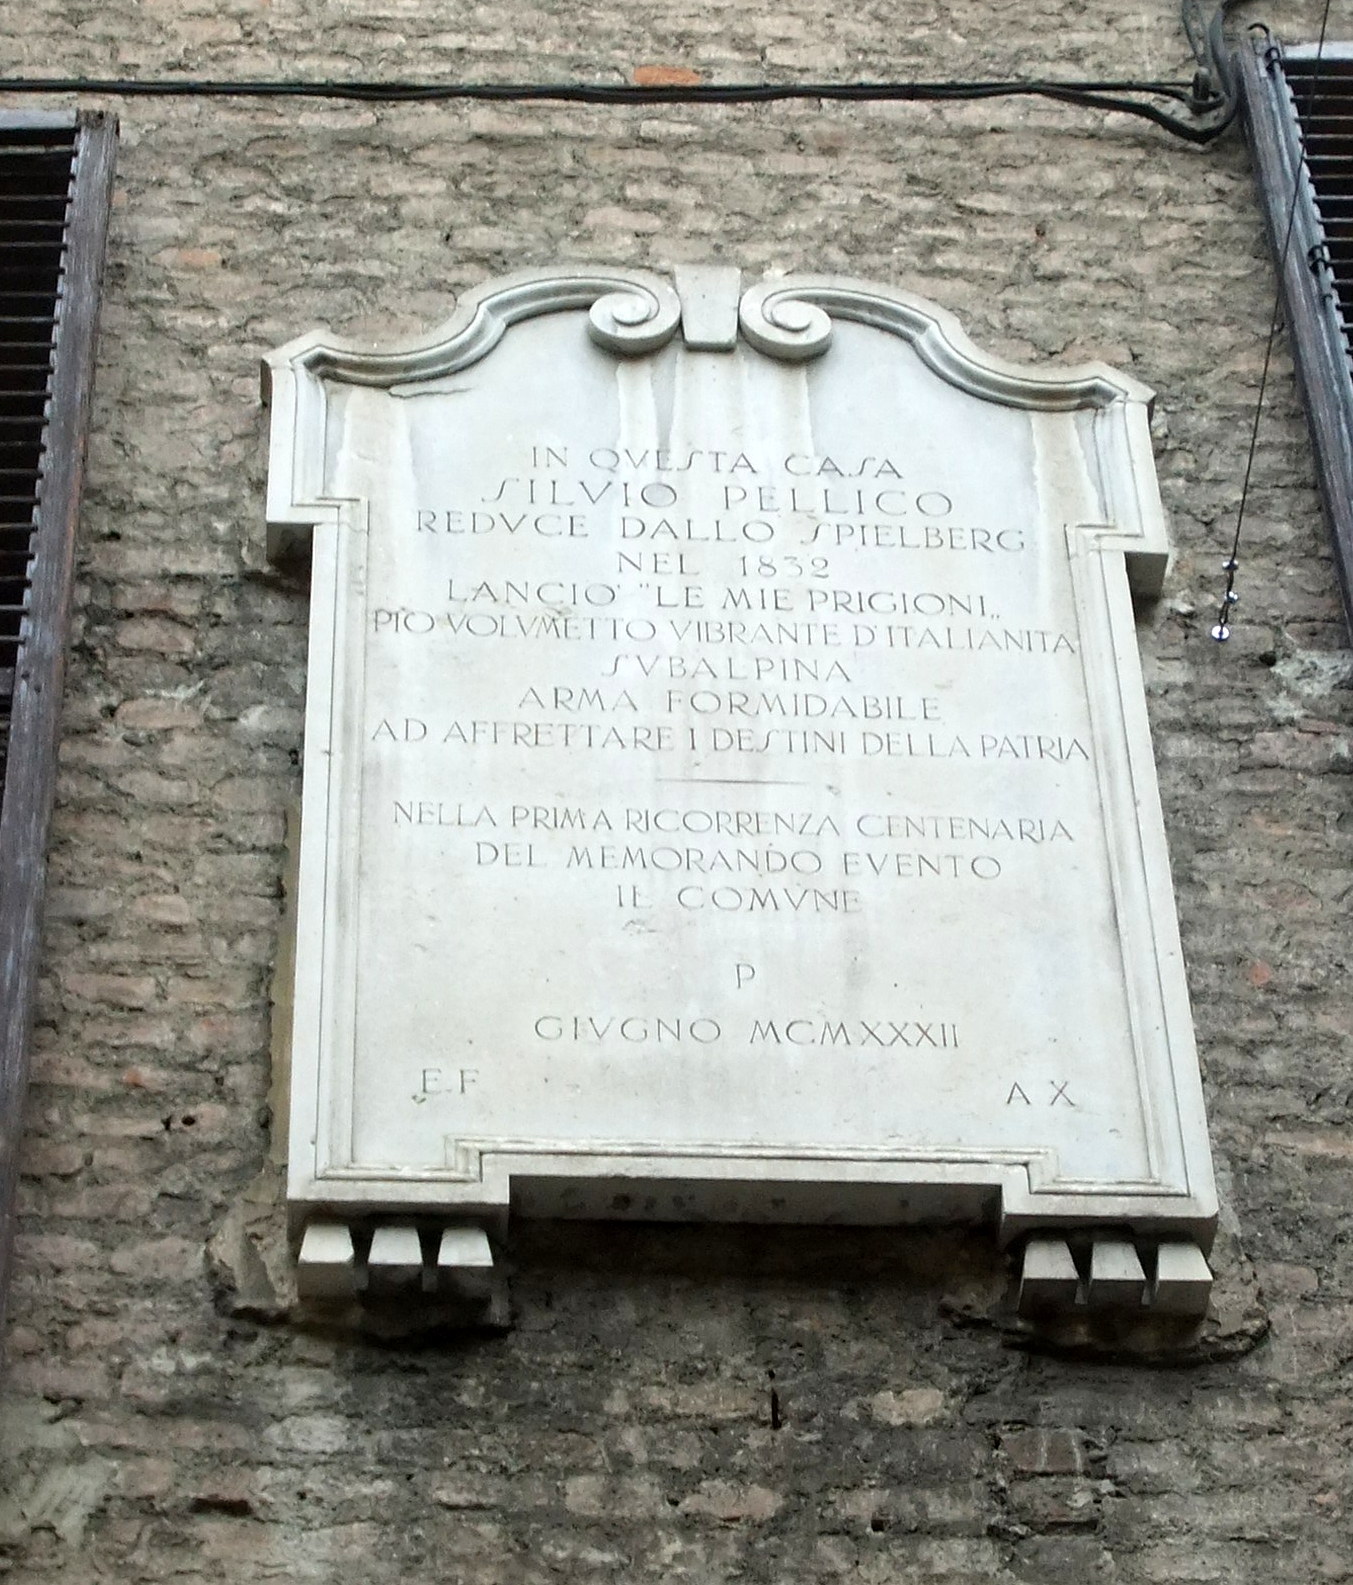 IN QVESTA CASA
SILVIO PELLICO
REDVCE DALLO SPIELBERG
NEL 1832
LANCIO' "LE MIE PRIGIONI„
PIO VOLVMETTO VIBRANTE D'ITALIANITA
SVBALPINA
ARMA FORMIDABILE
AD AFFRETTARE I DESTINI DELLA PATRIA
NELLA PRIMA RICORRENZA CENTENARIA
DEL MEMORANDO EVENTO
IL COMVNE
P
GIVGNO MCMXXXII
E.F A X